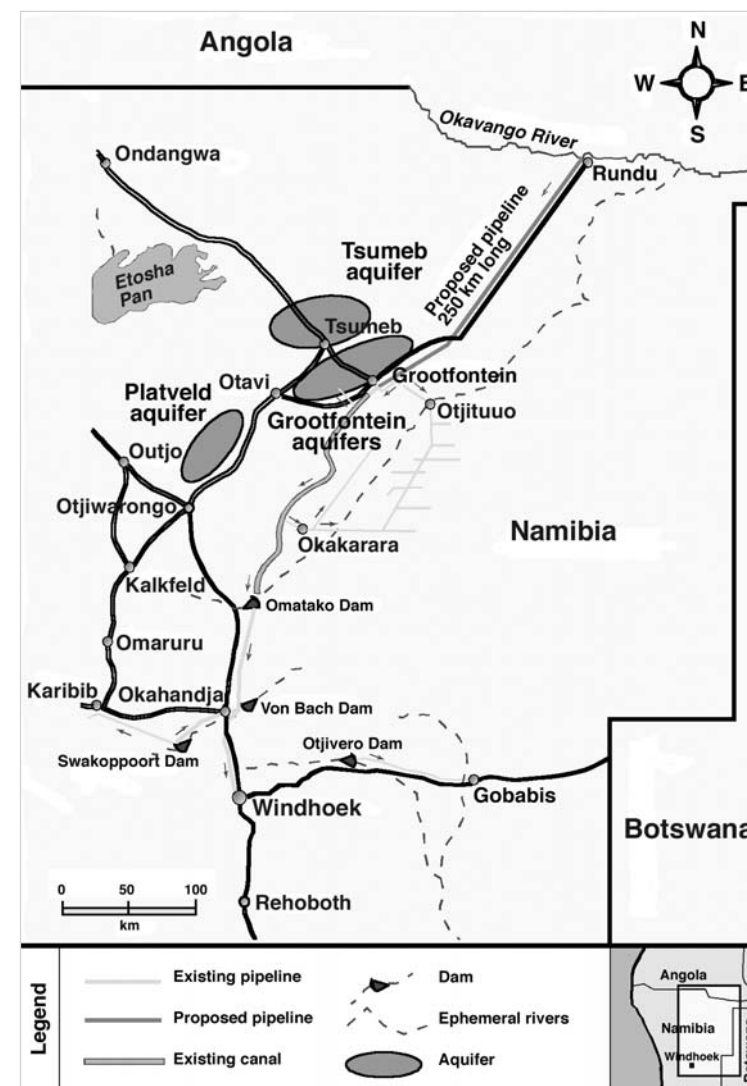 Angola
N
W
E
S
Okavango River
Ondangwa
Rundu
Proposed pipeline
250 km long
Tsumeb
aquifer
Etosha
Pan
Tsumeb
Grootfontein
Otavi
Platveld
aquifer
Grootfontein
aquifers
Otjituuo
Outjo
Otjiwarongo
Okakarara
Namibia
Kalkfeld
Omatako Dam
Omaruru
Karibib
Okahandja
Von Bach Dam
Swakoppoort Dam
Otjivero Dam
Windhoek
Gobabis
Botswana
0 50 100
km
Rehoboth
Legend
Existing pipeline
Proposed pipeline
Existing canal
Dam
Ephemeral rivers
Aquifer
Angola
Namibia
Windhoek